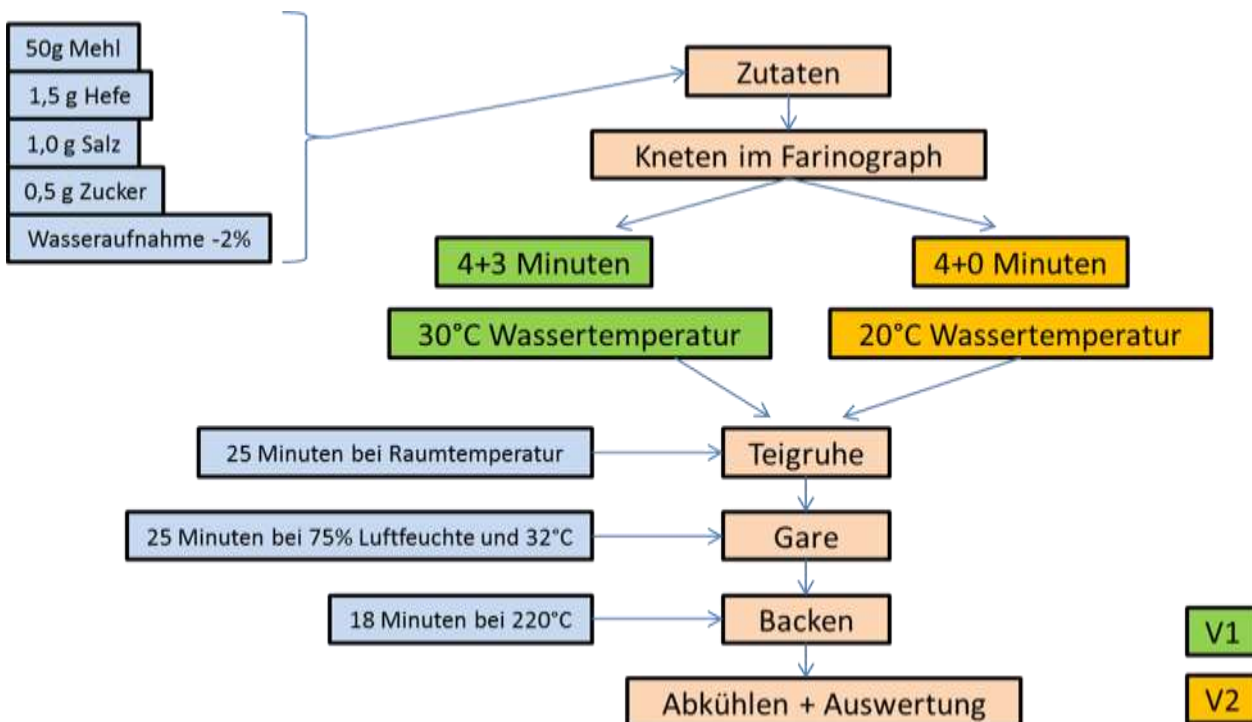 50g Mehl
1,5 g Hefe
1,0 g Salz
0,5 g Zucker
Wasseraufnahme -2%
Zutaten
Kneten im Farinograph
4+3 Minuten
4+0 Minuten
30°C Wassertemperatur
20°C Wassertemperatur
25 Minuten bei Raumtemperatur
Teigruhe
25 Minuten bei 75% Luftfeuchte und 32°C
Gare
18 Minuten bei 220°C
Backen
V1
Abkühlen + Auswertung
V2